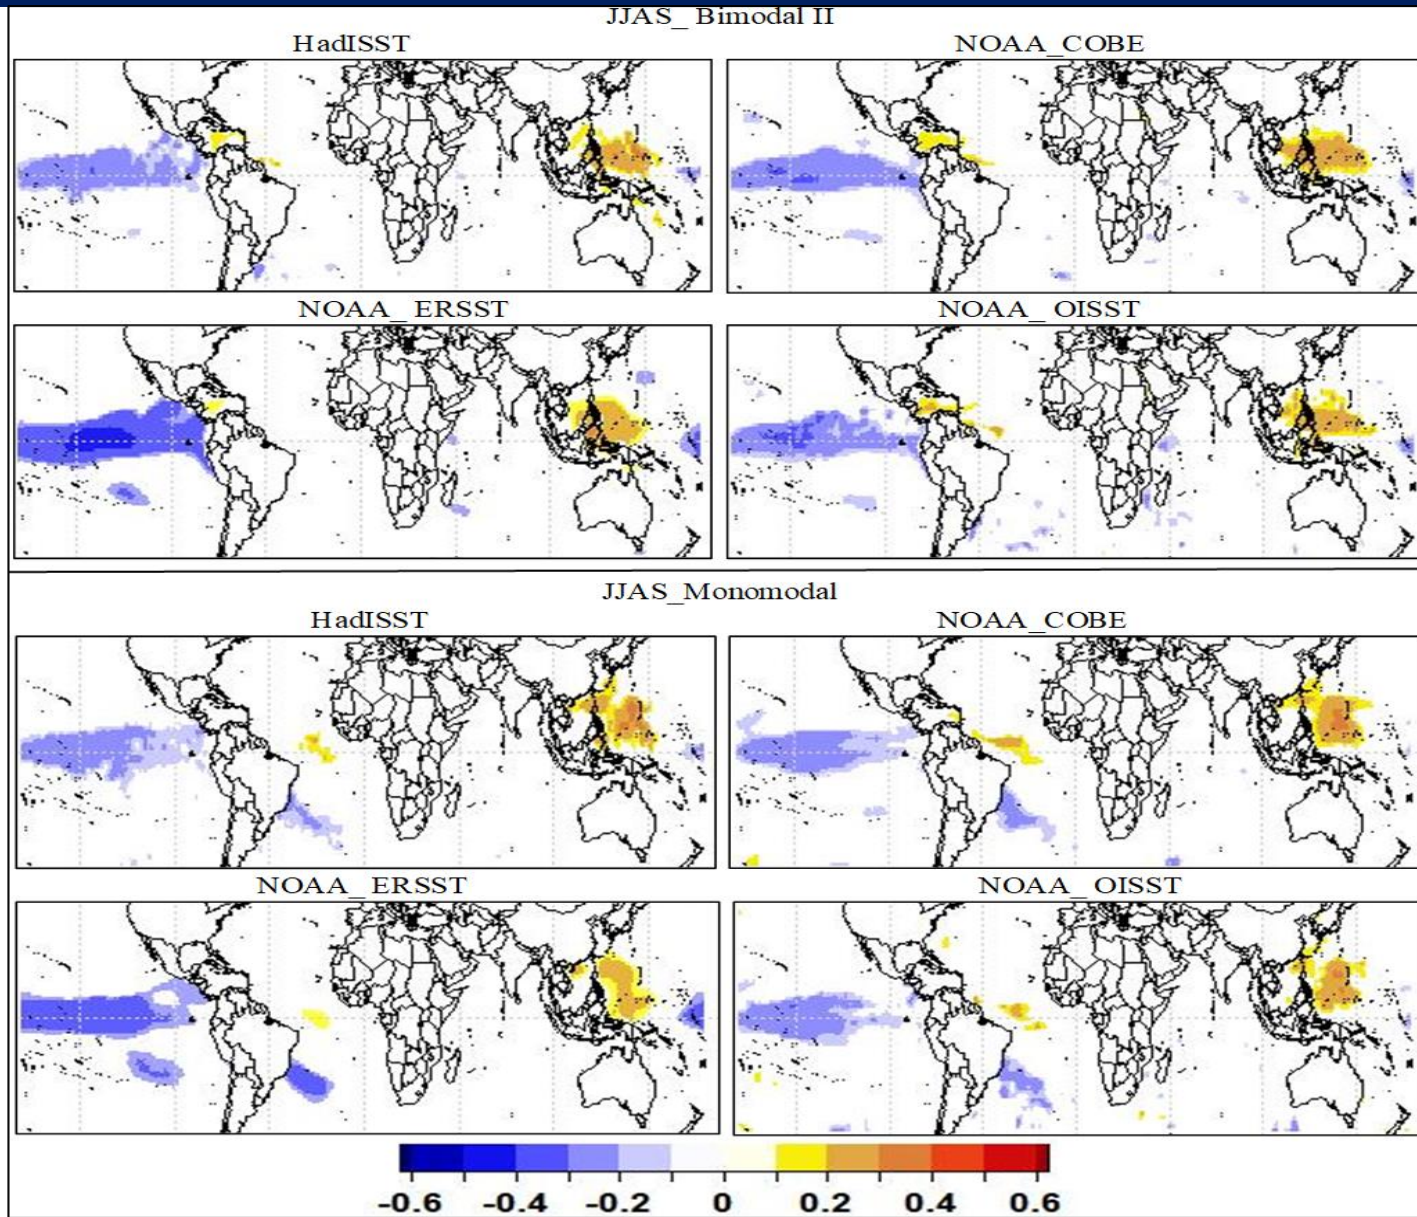 JJAS_ Bimodal II
HadISST
NOAA_COBE
NOAA_ ERSST
NOAA_ OISST
JJAS_Monomodal
HadISST
NOAA_COBE
NOAA_ ERSST
NOAA_ OISST
-0.6 -0.4 -0.2 0 0.2 0.4 0.6